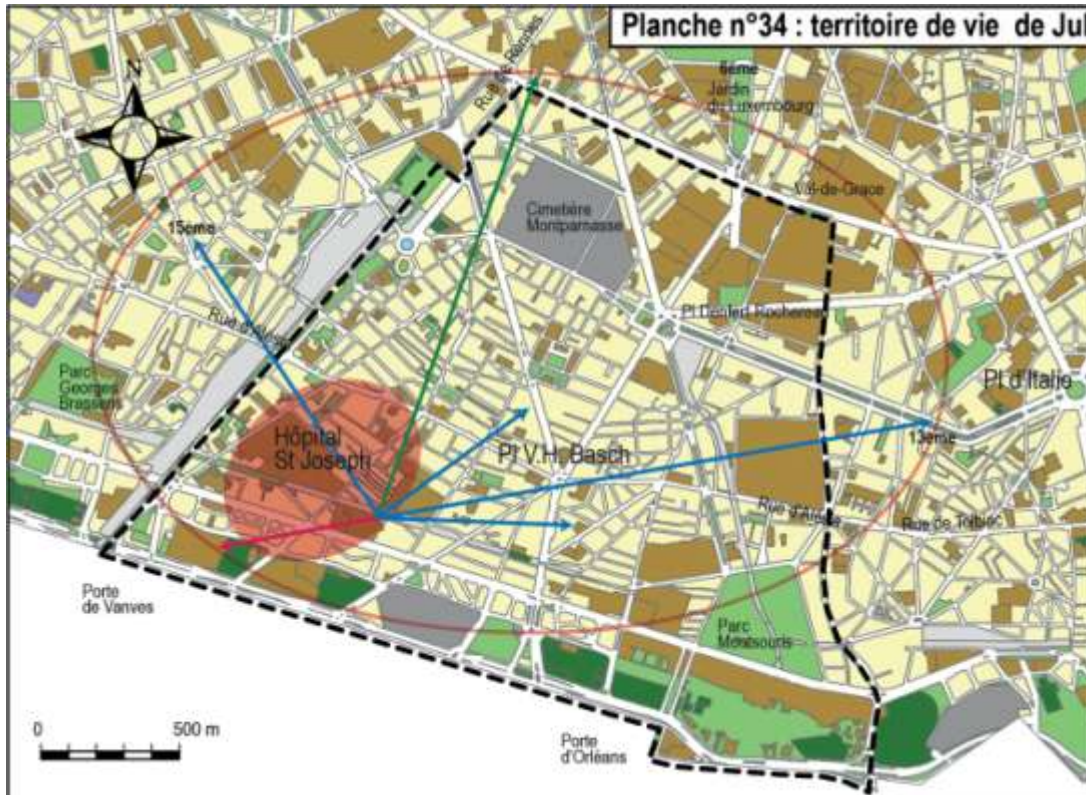 Planche n°34 : territoire de vie de Ju
N
Rue de Rennes
6ème
Jardin
du Luxembourg
Val-de-Grace
Cimetière
Montparnasse
15ème
Pl Denfert Rochereau
Parc
Georges
Brassens
Pl d'Italie
Hôpital
St Joseph
Pl V.H. Basch
13ème
Rue d'Alésia
Rue de Tolbiac
Porte
de Vanves
Parc
Montsouris
0 500 m
Porte
d'Orléans